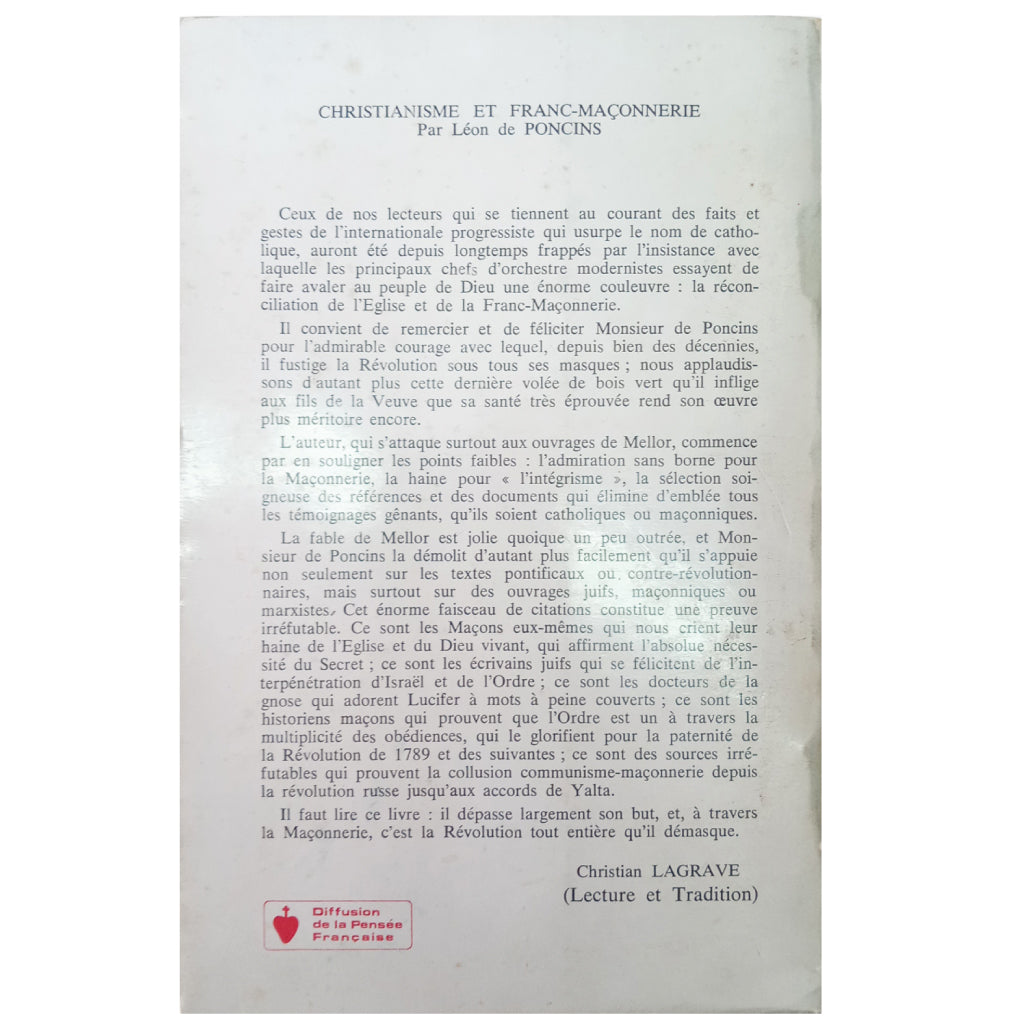 CHRISTIANISME ET FRANC-MAÇONNERIE
Par Léon de PONCINS
Ceux de nos lecteurs qui se tiennent au courant des faits et
gestes de l'internationale progressiste qui usurpe le nom de catho-
lique, auront été depuis longtemps frappés par l'insistance avec
laquelle les principaux chefs d'orchestre modernistes essayent de
faire avaler au peuple de Dieu une énorme couleuvre : la récon-
ciliation de l'Eglise et de la Franc-Maçonnerie.
Il convient de remercier et de féliciter Monsieur de Poncins
pour l'admirable courage avec lequel, depuis bien des décennies,
il fustige la Révolution sous tous ses masques ; nous applaudis-
sons d'autant plus cette dernière volée de bois vert qu'il inflige
aux fils de la Veuve que sa santé très éprouvée rend son œuvre
plus méritoire encore.
L'auteur, qui s'attaque surtout aux ouvrages de Mellor, commence
par en souligner les points faibles : l'admiration sans borne pour
la Maçonnerie, la haine pour « l'intégrisme », la sélection soi-
gneuse des références et des documents qui élimine d'emblée tous
les témoignages gênants, qu'ils soient catholiques ou maçonniques.
La fable de Mellor est jolie quoique un peu outrée, et Mon-
sieur de Poncins la démolit d'autant plus facilement qu'il s'appuie
non seulement sur les textes pontificaux ou contre-révolution-
naires, mais surtout sur des ouvrages juifs, maçonniques ou
marxistes. Cet énorme faisceau de citations constitue une preuve
irréfutable. Ce sont les Maçons eux-mêmes qui nous crient leur
haine de l'Eglise et du Dieu vivant, qui affirment l'absolue néces-
sité du Secret ; ce sont les écrivains juifs qui se félicitent de l'in-
terpénétration d'Israël et de l'Ordre ; ce sont les docteurs de la
gnose qui adorent Lucifer à mots à peine couverts ; ce sont les
historiens maçons qui prouvent que l'Ordre est un à travers la
multiplicité des obédiences, qui le glorifient pour la paternité de
la Révolution de 1789 et des suivantes ; ce sont des sources irré-
futables qui prouvent la collusion communisme-maçonnerie depuis
la révolution russe jusqu'aux accords de Yalta.
Il faut lire ce livre : il dépasse largement son but, et, à travers
la Maçonnerie, c'est la Révolution tout entière qu'il démasque.
Christian LAGRAVE
(Lecture et Tradition)
Diffusion
de la Pensée
Française